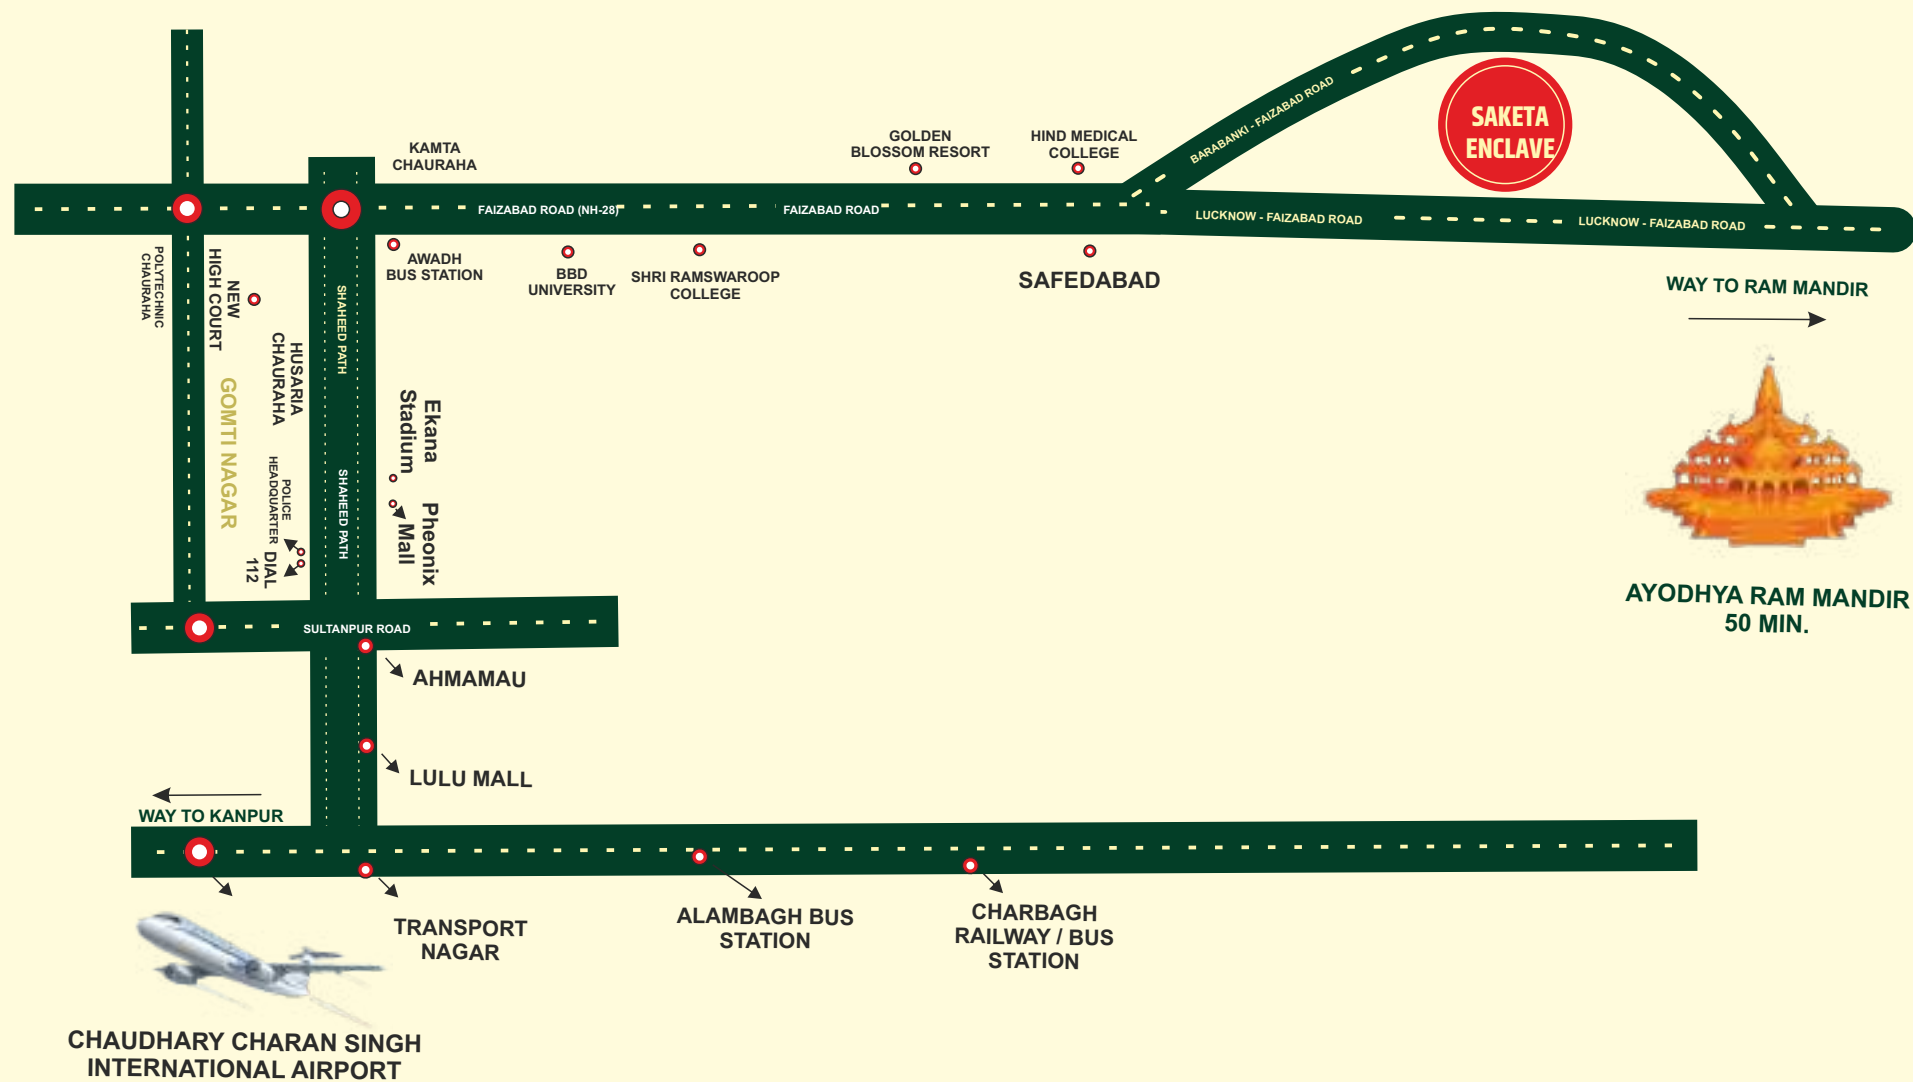 KAMTA
CHAURAHA
GOLDEN
BLOSSOM RESORT
HIND MEDICAL
COLLEGE
BARABANKI - FAIZABAD ROAD
SAKETA
ENCLAVE
FAIZABAD ROAD (NH-28)
FAIZABAD ROAD
LUCKNOW - FAIZABAD ROAD
LUCKNOW - FAIZABAD ROAD
AWADH
BUS STATION
BBD
UNIVERSITY
SHRI RAMSWAROOP
COLLEGE
SAFEDABAD
WAY TO RAM MANDIR
POLYTECHNIC
CHAURAHA
NEW
HIGH COURT
HUSARIA
CHAURAHA
GOMTI NAGAR
POLICE
HEADQUARTER
DIAL
112
SHAHEED PATH
SHAHEED PATH
Ekana
Stadium
Pheonix
Mall
AYODHYA RAM MANDIR
50 MIN.
SULTANPUR ROAD
AHMAMAU
LULU MALL
WAY TO KANPUR
TRANSPORT
NAGAR
ALAMBAGH BUS
STATION
CHARBAGH
RAILWAY / BUS
STATION
CHAUDHARY CHARAN SINGH
INTERNATIONAL AIRPORT